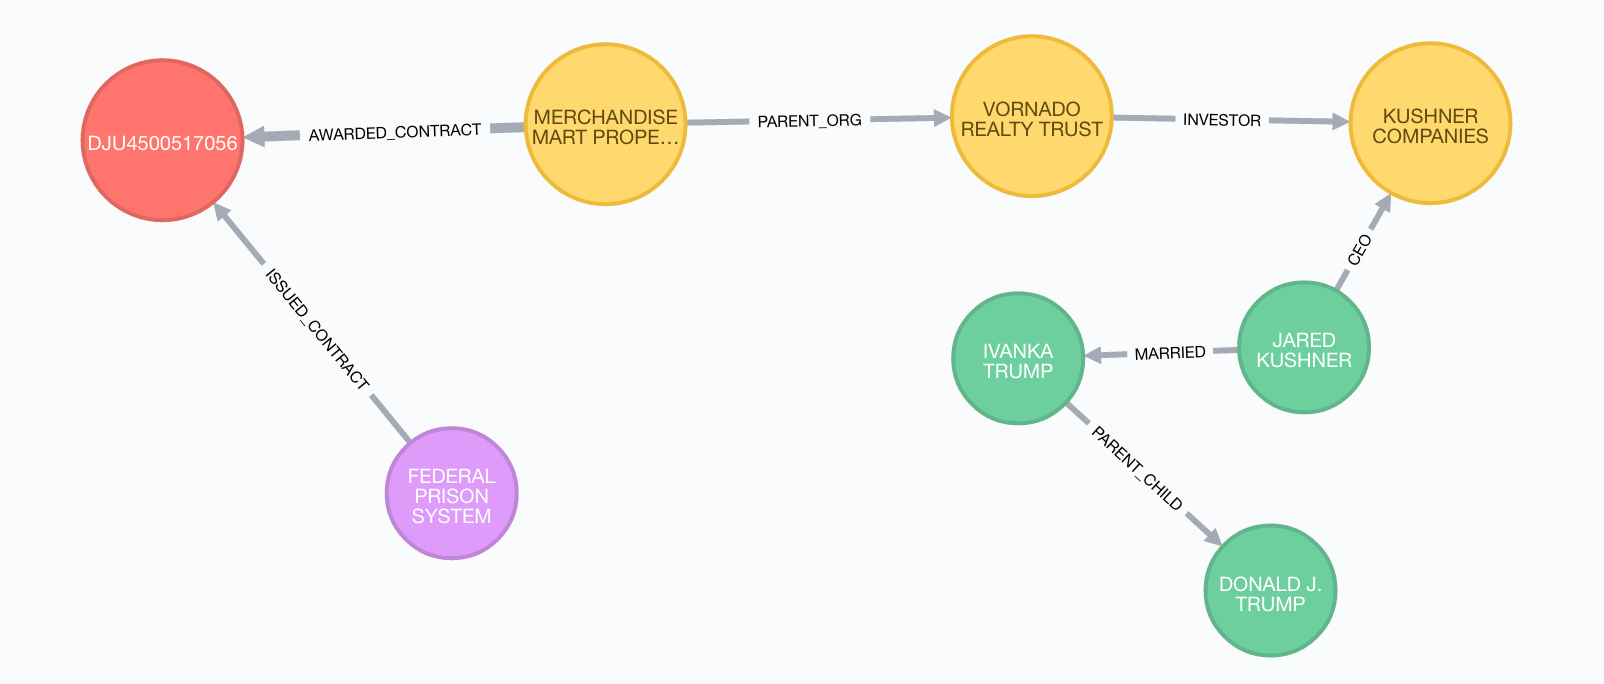 DJU4500517056
AWARDED_CONTRACT
MERCHANDISE
MART PROPE...
PARENT_ORG
VORNADO
REALTY TRUST
INVESTOR
KUSHNER
COMPANIES
CEO
ISSUED_CONTRACT
IVANKA
TRUMP
MARRIED
JARED
KUSHNER
PARENT_CHILD
FEDERAL
PRISON
SYSTEM
DONALD J.
TRUMP